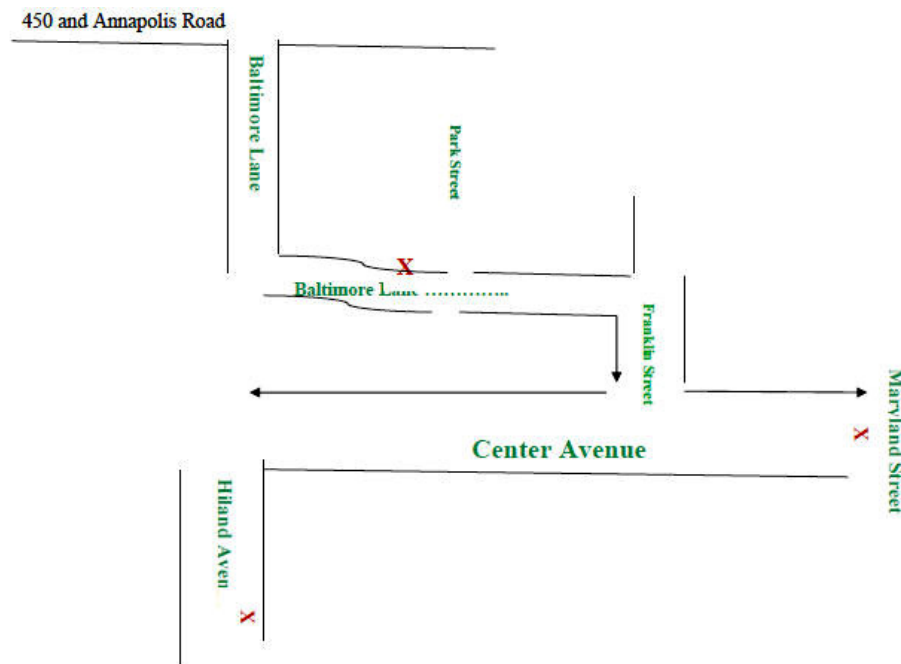 450 and Annapolis Road
Baltimore Lane
Park Street
X
Baltimore Lane …………..
Franklin Street
Maryland Street
X
Center Avenue
Hiland Aven
X